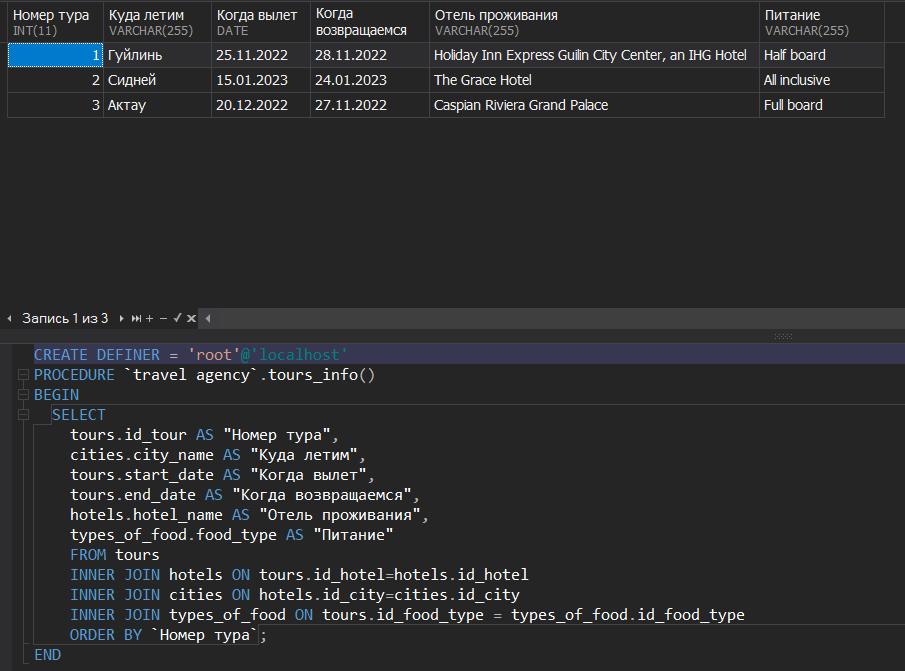 Номер тура Куда летим Когда вылет Когда возвращаемся Отель проживания Питание
INT(11) VARCHAR(255) DATE VARCHAR(255) VARCHAR(255)
1 Гуйлинь 25.11.2022 28.11.2022 Holiday Inn Express Guilin City Center, an IHG Hotel Half board
2 Сидней 15.01.2023 24.01.2023 The Grace Hotel All inclusive
3 Актау 20.12.2022 27.11.2022 Caspian Riviera Grand Palace Full board
Запись 1 из 3
CREATE DEFINER = 'root'@'localhost'
PROCEDURE `travel agency`.tours_info()
BEGIN
SELECT
tours.id_tour AS "Номер тура",
cities.city_name AS "Куда летим",
tours.start_date AS "Когда вылет",
tours.end_date AS "Когда возвращаемся",
hotels.hotel_name AS "Отель проживания",
types_of_food.food_type AS "Питание"
FROM tours
INNER JOIN hotels ON tours.id_hotel=hotels.id_hotel
INNER JOIN cities ON hotels.id_city=cities.id_city
INNER JOIN types_of_food ON tours.id_food_type = types_of_food.id_food_type
ORDER BY `Номер тура`;
END